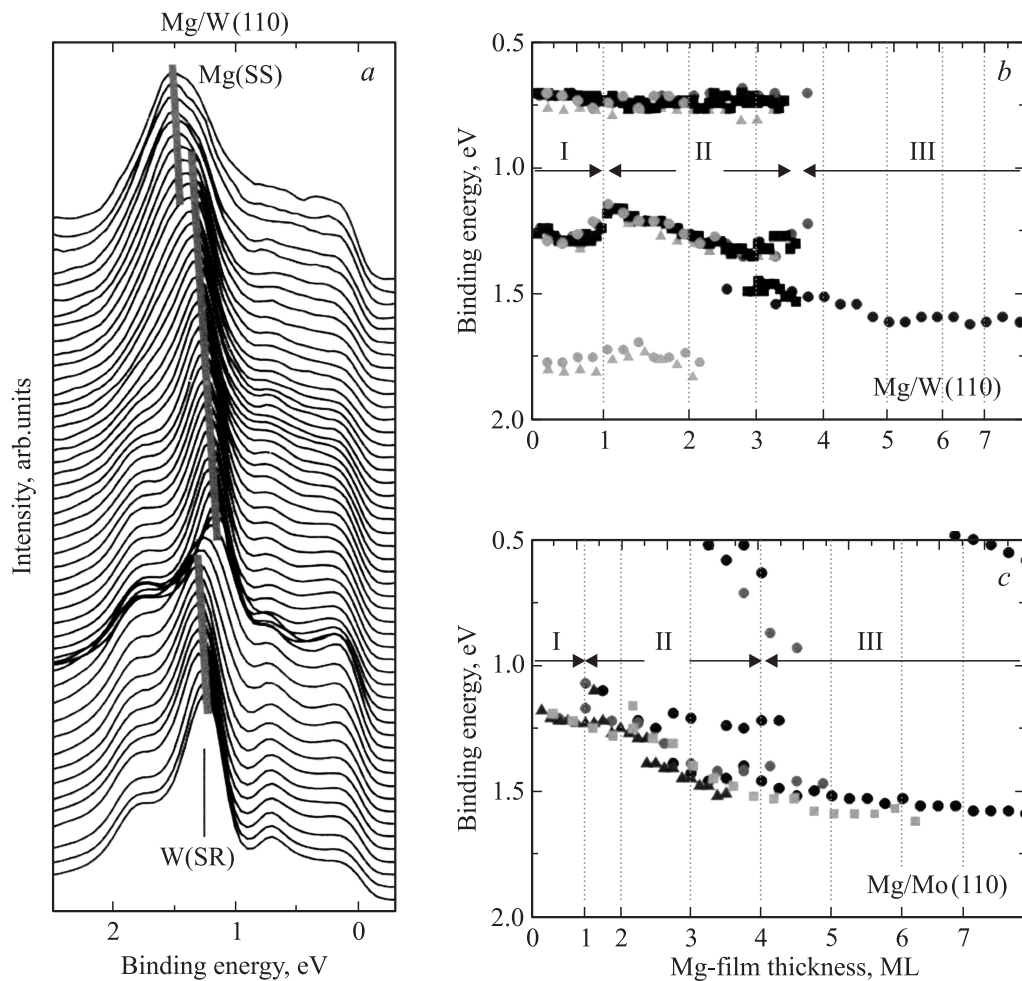 Mg/W(110)
a
Mg(SS)
W(SR)
Intensity, arb.units
2
1
0
Binding energy, eV
b
0.5
1.0
1.5
2.0
Binding energy, eV
I
II
III
Mg/W(110)
0
1
2
3
4
5
6
7
c
0.5
1.0
1.5
2.0
Binding energy, eV
I
II
III
Mg/Mo(110)
0
1
2
3
4
5
6
7
Mg-film thickness, ML